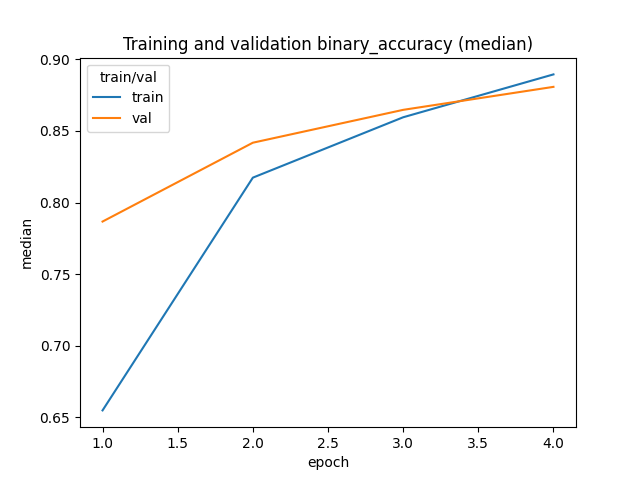 Training and validation binary_accuracy (median)
train/val
train
val
0.90
0.85
0.80
0.75
0.70
0.65
median
1.0 1.5 2.0 2.5 3.0 3.5 4.0
epoch